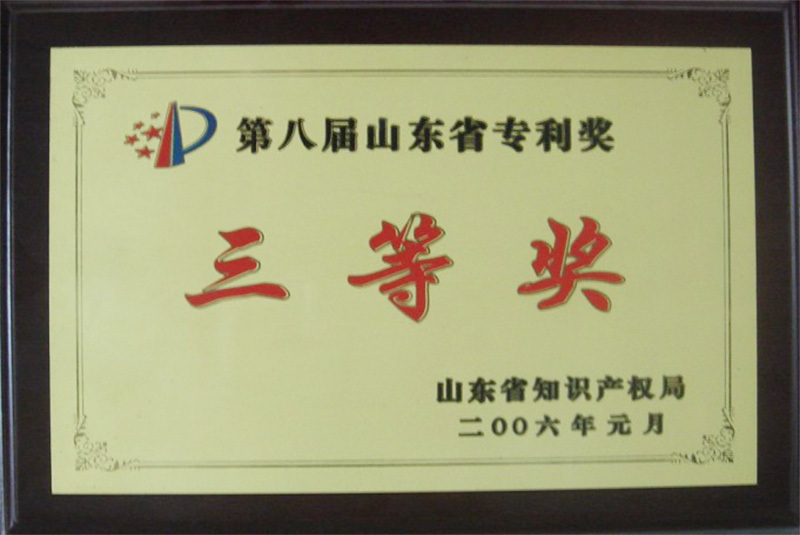 第八届山东省专利奖
三等奖
山东省知识产权局
二00六年元月